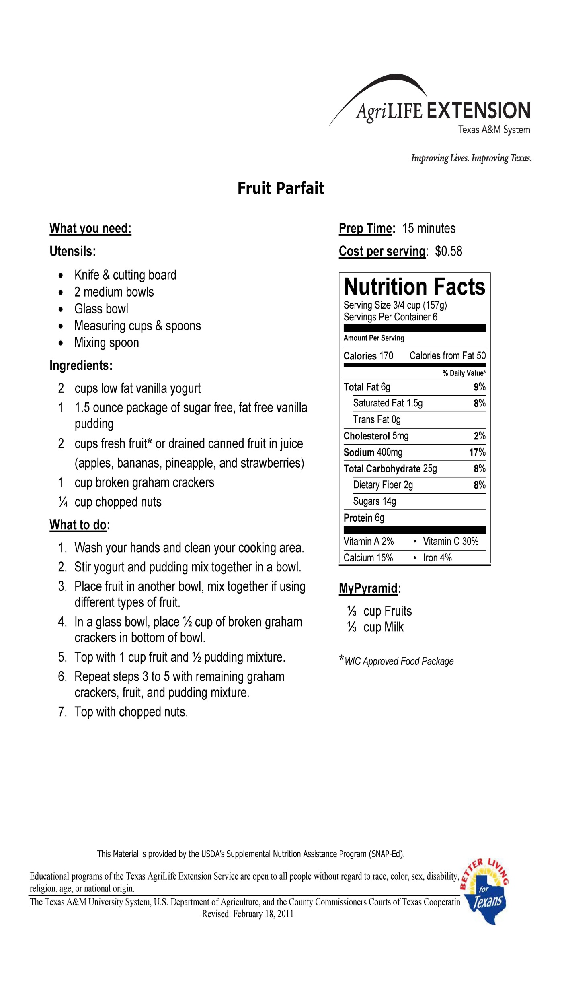 AgriLIFE EXTENSION
Texas A&M System
Improving Lives. Improving Texas.
Fruit Parfait
What you need:
Utensils:
• Knife & cutting board
• 2 medium bowls
• Glass bowl
• Measuring cups & spoons
• Mixing spoon
Ingredients:
2 cups low fat vanilla yogurt
1 1.5 ounce package of sugar free, fat free vanilla
pudding
2 cups fresh fruit* or drained canned fruit in juice
(apples, bananas, pineapple, and strawberries)
1 cup broken graham crackers
¼ cup chopped nuts
What to do:
1. Wash your hands and clean your cooking area.
2. Stir yogurt and pudding mix together in a bowl.
3. Place fruit in another bowl, mix together if using
different types of fruit.
4. In a glass bowl, place ½ cup of broken graham
crackers in bottom of bowl.
5. Top with 1 cup fruit and ½ pudding mixture.
6. Repeat steps 3 to 5 with remaining graham
crackers, fruit, and pudding mixture.
7. Top with chopped nuts.
Prep Time: 15 minutes
Cost per serving: $0.58
Nutrition Facts
Serving Size 3/4 cup (157g)
Servings Per Container 6
Amount Per Serving
Calories 170 Calories from Fat 50
% Daily Value*
Total Fat 6g 9%
Saturated Fat 1.5g 8%
Trans Fat 0g
Cholesterol 5mg 2%
Sodium 400mg 17%
Total Carbohydrate 25g 8%
Dietary Fiber 2g 8%
Sugars 14g
Protein 6g
Vitamin A 2% • Vitamin C 30%
Calcium 15% • Iron 4%
MyPyramid:
⅓ cup Fruits
⅓ cup Milk
*WIC Approved Food Package
This Material is provided by the USDA's Supplemental Nutrition Assistance Program (SNAP-Ed).
Educational programs of the Texas AgriLife Extension Service are open to all people without regard to race, color, sex, disability,
religion, age, or national origin.
The Texas A&M University System, U.S. Department of Agriculture, and the County Commissioners Courts of Texas Cooperatin
Revised: February 18, 2011
BETTER LIVING
for
Texans